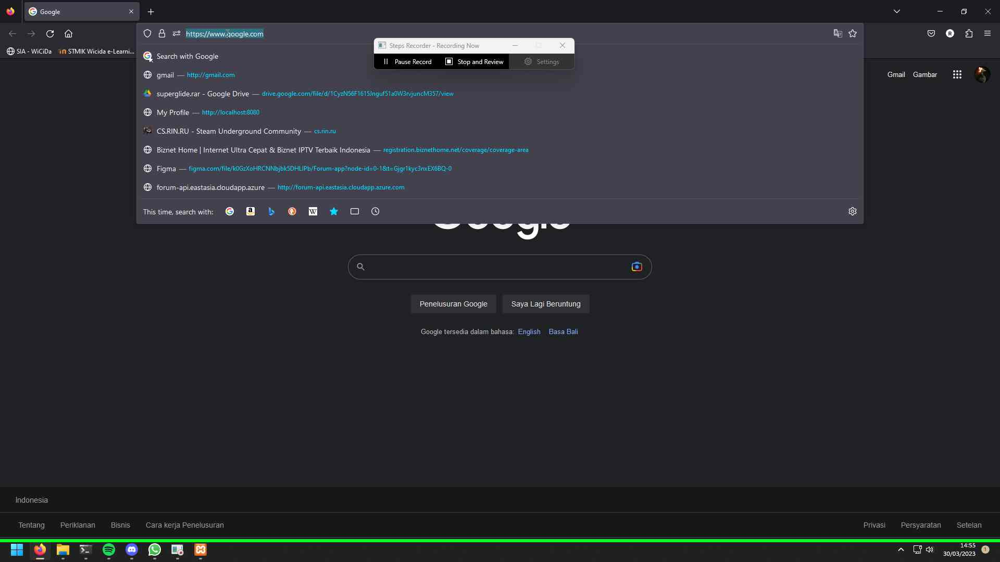 Google
https://www.google.com
Steps Recorder - Recording Now
Pause Record
Stop and Review
Settings
SIA - WiCiDa
STMIK Wicida e-Learni...
Search with Google
gmail — http://gmail.com
superglide.rar - Google Drive — drive.google.com/file/d/1CyzN56F1615Jnguf51a0W3rvjuncM357/view
My Profile — http://localhost:8080
CS.RIN.RU - Steam Underground Community — cs.rin.ru
Biznet Home | Internet Ultra Cepat & Biznet IPTV Terbaik Indonesia — registration.biznethome.net/coverage/coverage-area
Figma — figma.com/file/k0GzXoHRCNNbjbk5DHLlPb/Forum-app?node-id=0-1&t=Gjgr1kyc3nxEX6BQ-0
forum-api.eastasia.cloudapp.azure — http://forum-api.eastasia.cloudapp.azure.com
This time, search with:
Gmail
Gambar
Google
Penelusuran Google
Saya Lagi Beruntung
Google tersedia dalam bahasa: English Basa Bali
Indonesia
Tentang
Periklanan
Bisnis
Cara kerja Penelusuran
Privasi
Persyaratan
Setelan
14:55
30/03/2023
1